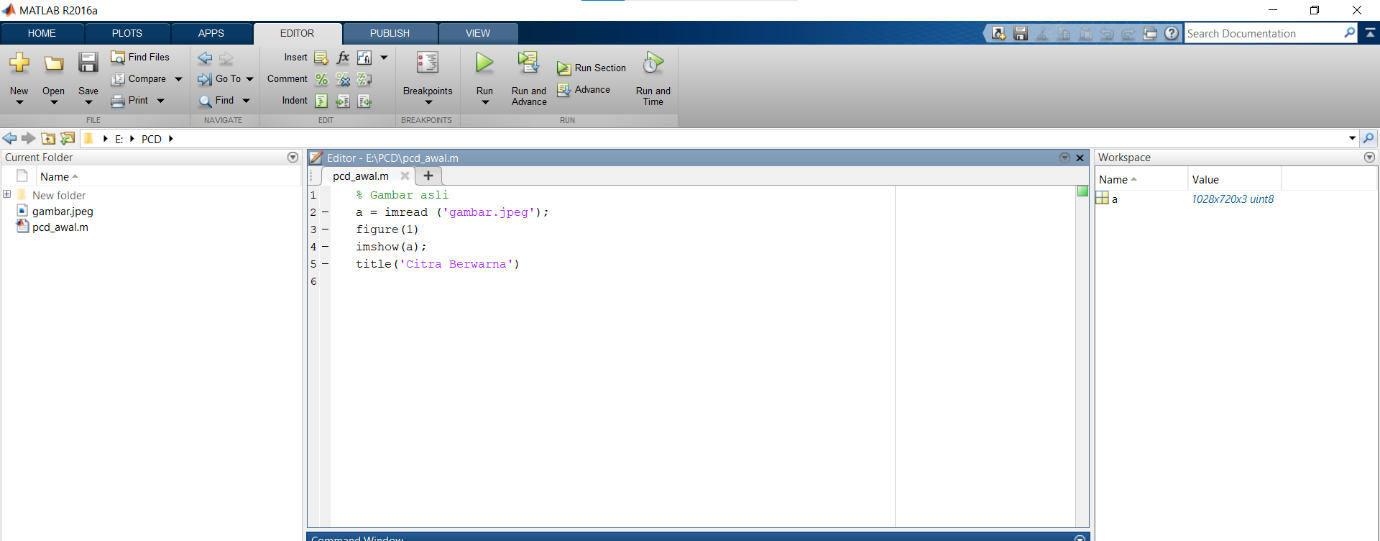 MATLAB R2016a
HOME PLOTS APPS EDITOR PUBLISH VIEW
Search Documentation
New Open Save Find Files Compare Print
FILE
Go To Find
NAVIGATE
Insert fx
Comment %
Indent
EDIT
Breakpoints
BREAKPOINTS
Run Run and Advance Run Section Advance Run and Time
RUN
E: PCD
Current Folder
Name
New folder
gambar.jpeg
pcd_awal.m
Editor - E:\PCD\pcd_awal.m
pcd_awal.m +
1 % Gambar asli
2 - a = imread ('gambar.jpeg');
3 - figure(1)
4 - imshow(a);
5 - title('Citra Berwarna')
6
Command Window
Workspace
Name Value
a 1028x720x3 uint8